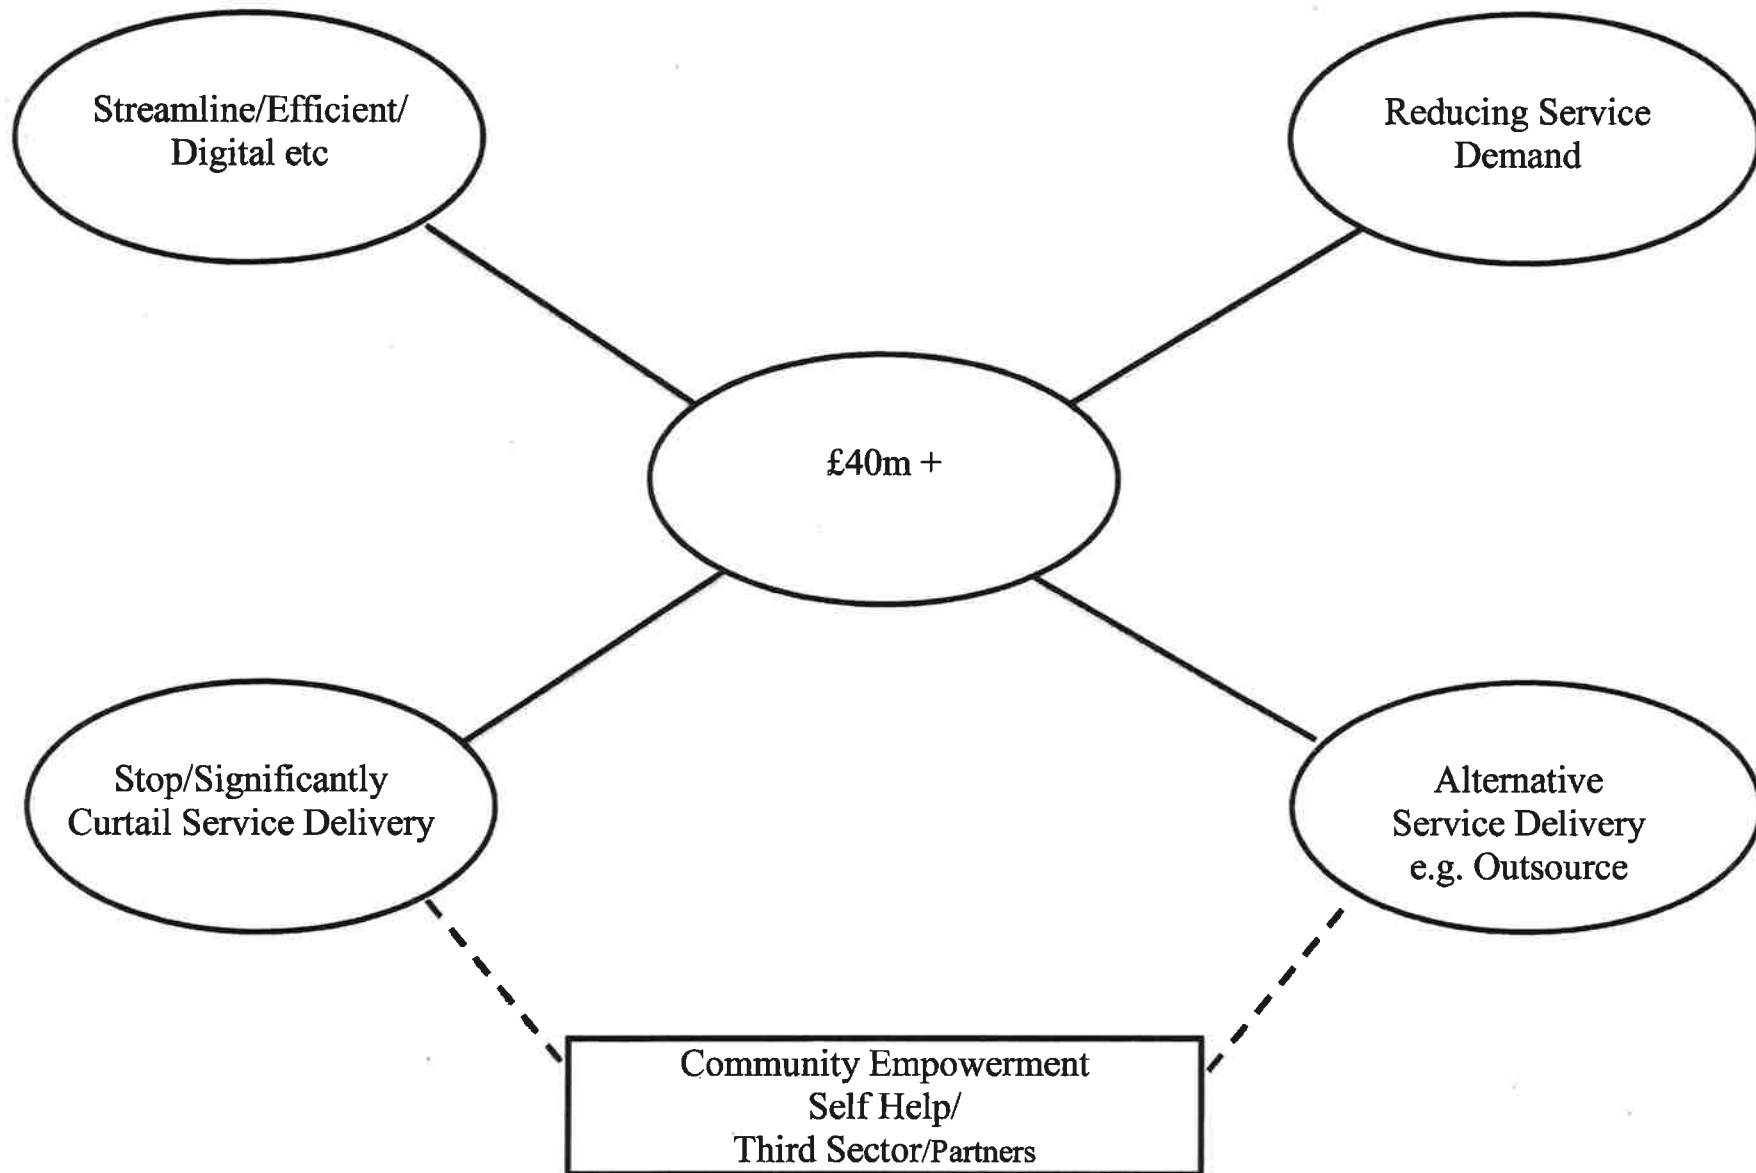 Streamline/Efficient/
Digital etc
Reducing Service
Demand
£40m +
Stop/Significantly
Curtail Service Delivery
Alternative
Service Delivery
e.g. Outsource
Community Empowerment
Self Help/
Third Sector/Partners